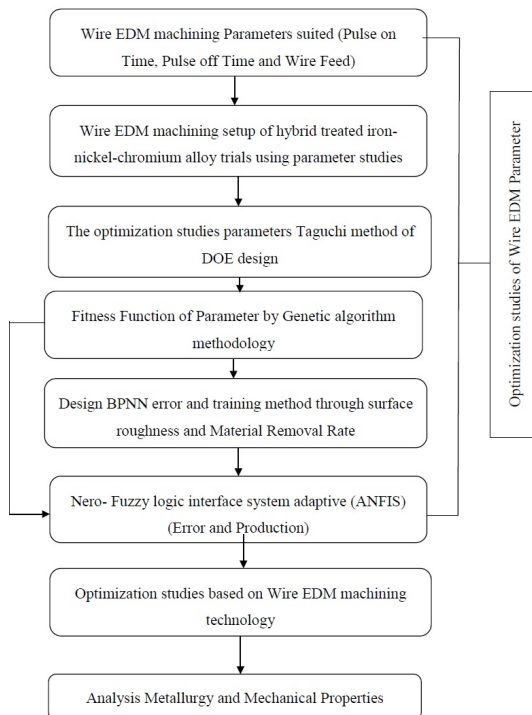 Wire EDM machining Parameters suited (Pulse on
Time, Pulse off Time and Wire Feed)
Wire EDM machining setup of hybrid treated iron-
nickel-chromium alloy trials using parameter studies
The optimization studies parameters Taguchi method of
DOE design
Fitness Function of Parameter by Genetic algorithm
methodology
Design BPNN error and training method through surface
roughness and Material Removal Rate
Nero- Fuzzy logic interface system adaptive (ANFIS)
(Error and Production)
Optimization studies based on Wire EDM machining
technology
Analysis Metallurgy and Mechanical Properties
Optimization studies of Wire EDM Parameter